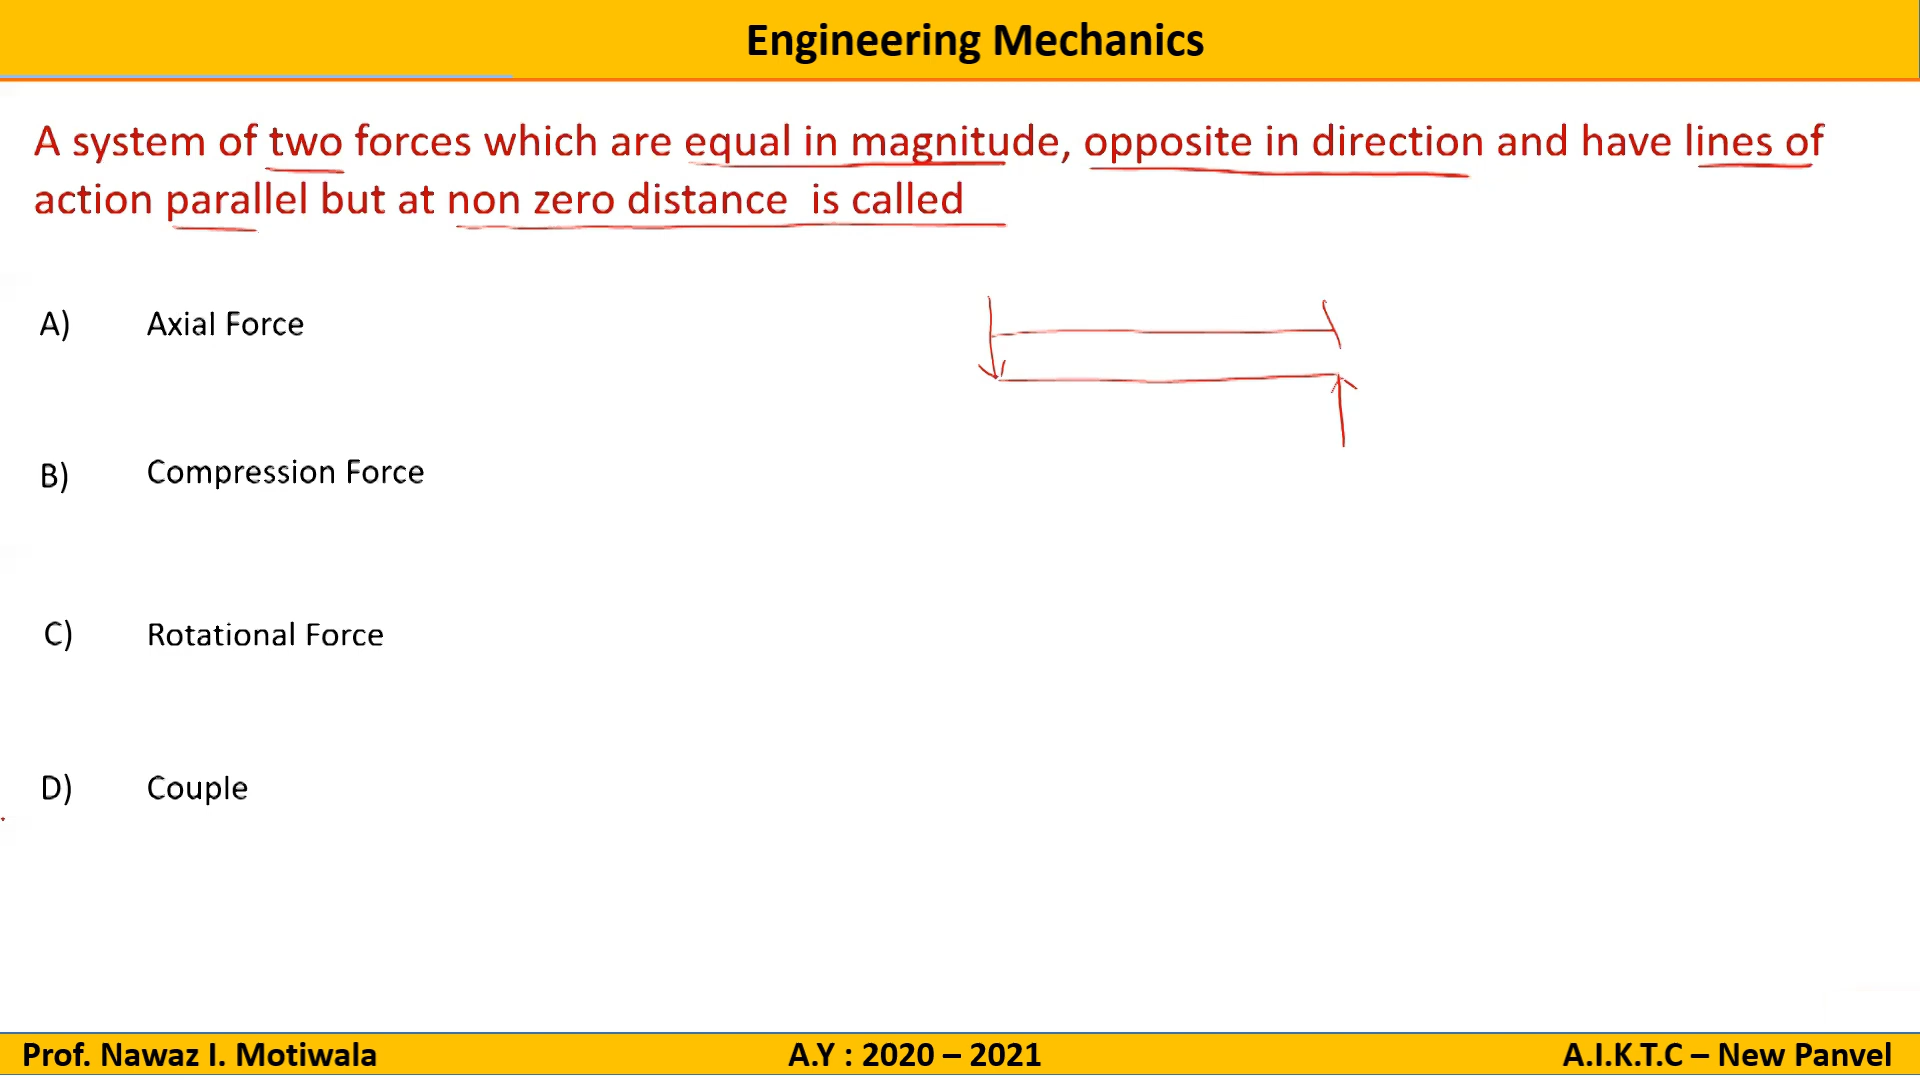 Engineering Mechanics
A system of two forces which are equal in magnitude, opposite in direction and have lines of
action parallel but at non zero distance is called
A) Axial Force
B) Compression Force
C) Rotational Force
D) Couple
Prof. Nawaz I. Motiwala A.Y : 2020 – 2021 A.I.K.T.C – New Panvel